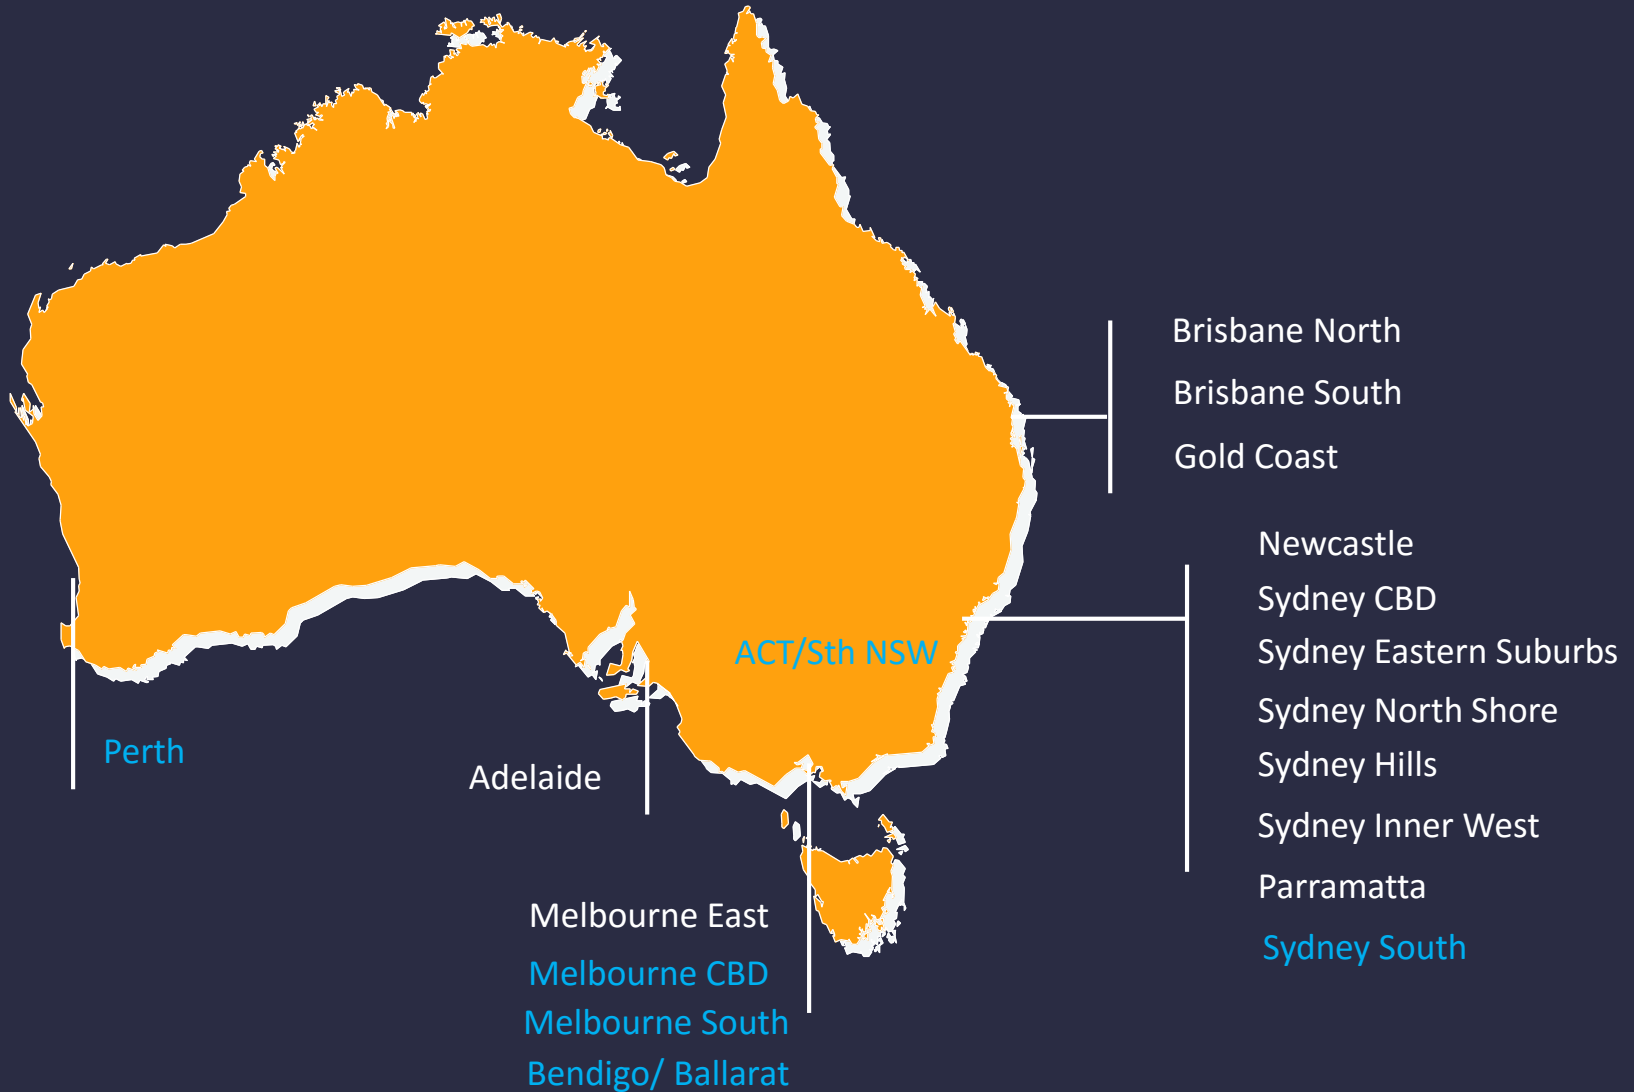 Brisbane North
Brisbane South
Gold Coast
Newcastle
Sydney CBD
Sydney Eastern Suburbs
Sydney North Shore
Sydney Hills
Sydney Inner West
Parramatta
Sydney South
ACT/Sth NSW
Perth
Adelaide
Melbourne East
Melbourne CBD
Melbourne South
Bendigo/ Ballarat